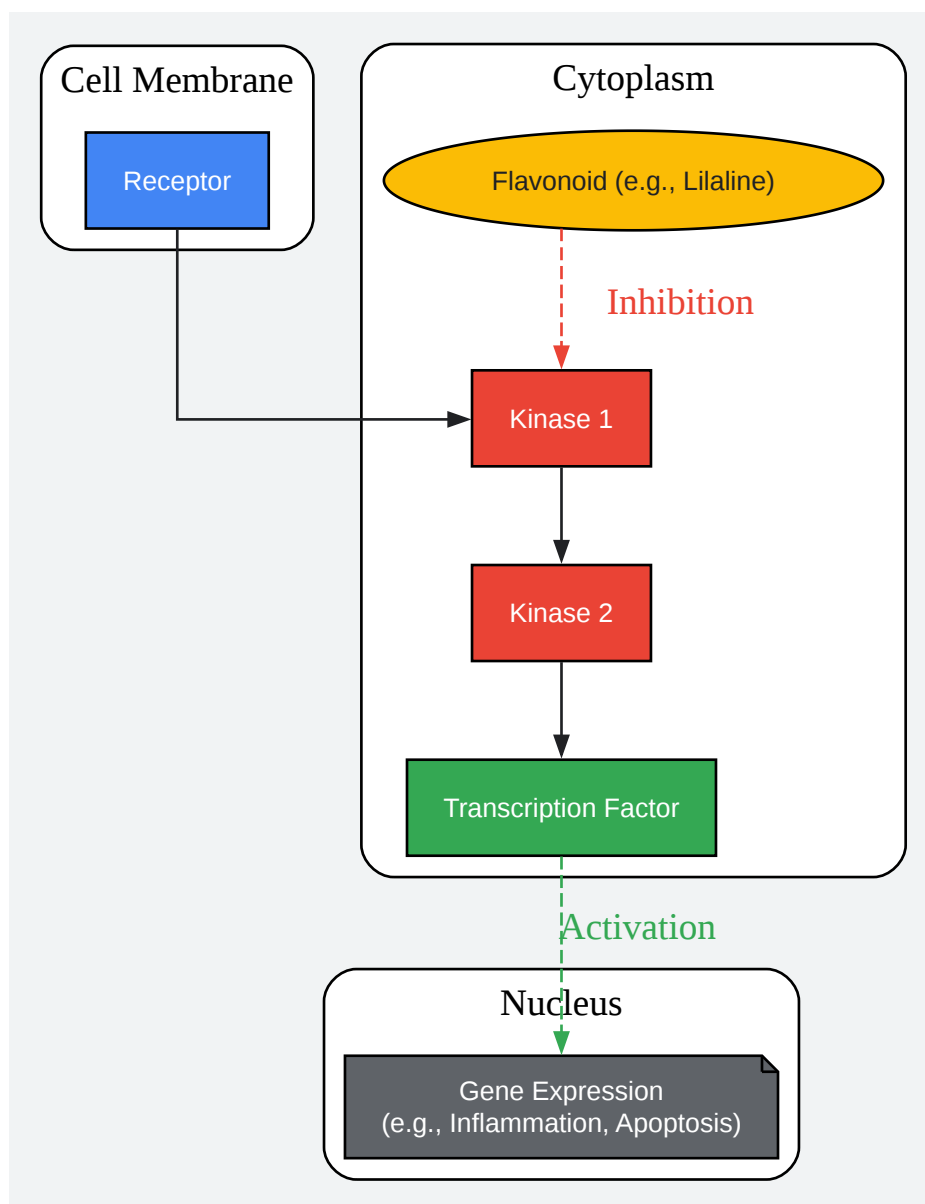 Cell Membrane
Receptor
Cytoplasm
Flavonoid (e.g., Lilaline)
Inhibition
Kinase 1
Kinase 2
Transcription Factor
Activation
Nucleus
Gene Expression
(e.g., Inflammation, Apoptosis)